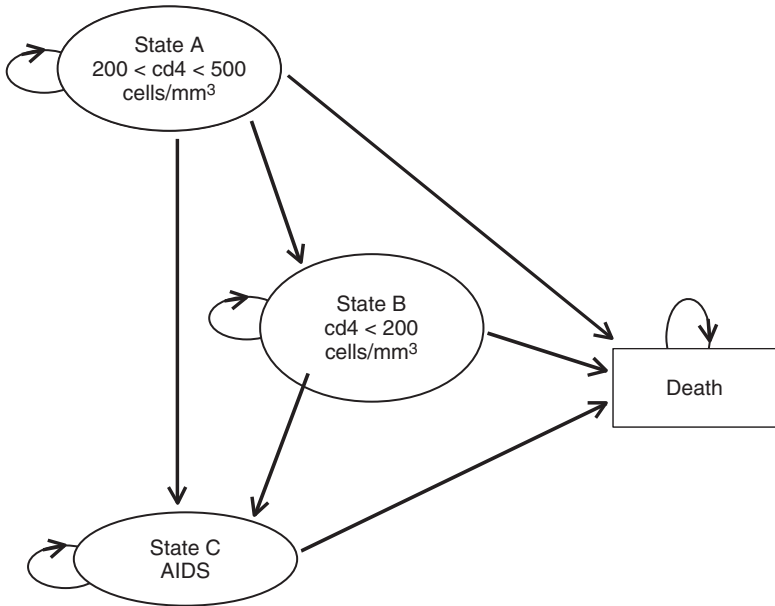 State A
200 < cd4 < 500
cells/mm³
State B
cd4 < 200
cells/mm³
Death
State C
AIDS